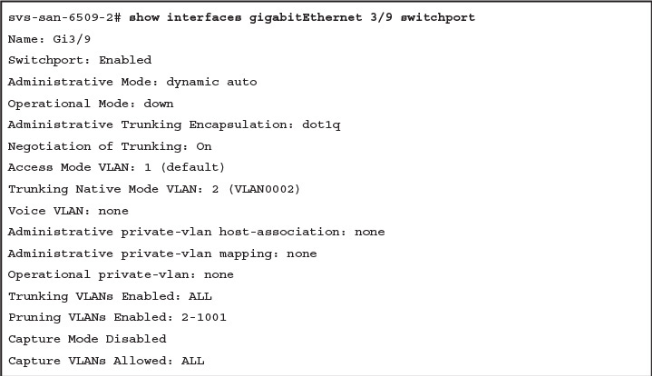 svs-san-6509-2# show interfaces gigabitEthernet 3/9 switchport
Name: Gi3/9
Switchport: Enabled
Administrative Mode: dynamic auto
Operational Mode: down
Administrative Trunking Encapsulation: dot1q
Negotiation of Trunking: On
Access Mode VLAN: 1 (default)
Trunking Native Mode VLAN: 2 (VLAN0002)
Voice VLAN: none
Administrative private-vlan host-association: none
Administrative private-vlan mapping: none
Operational private-vlan: none
Trunking VLANs Enabled: ALL
Pruning VLANs Enabled: 2-1001
Capture Mode Disabled
Capture VLANs Allowed: ALL